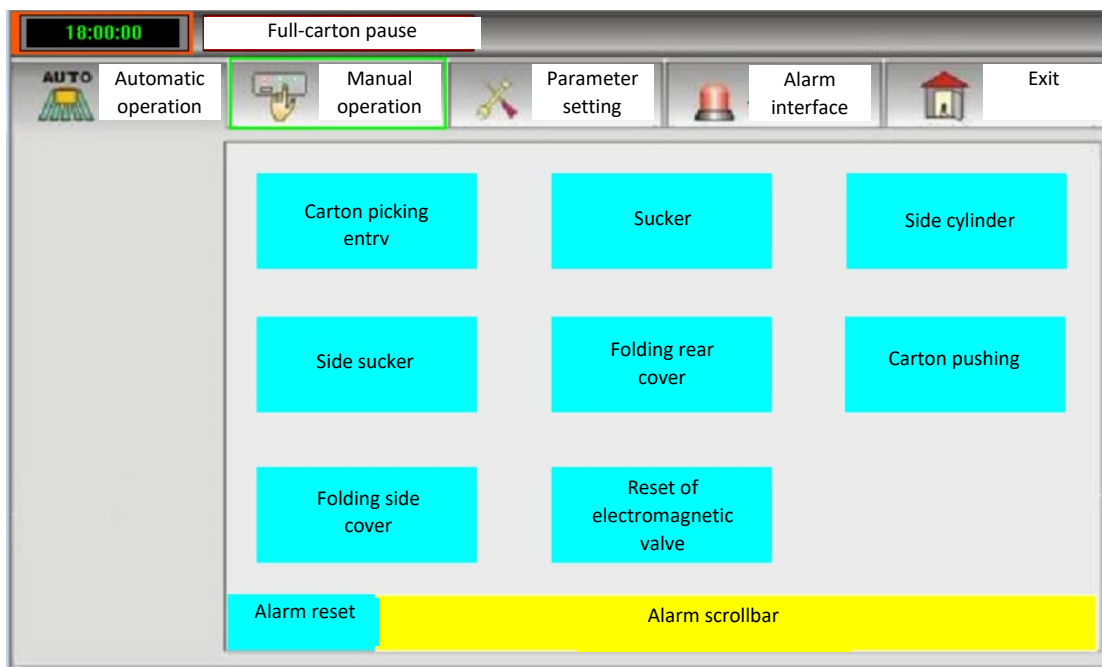 18:00:00
Full-carton pause
AUTO
Automatic
operation
Manual
operation
Parameter
setting
Alarm
interface
Exit
Carton picking
entry
Sucker
Side cylinder
Side sucker
Folding rear
cover
Carton pushing
Folding side
cover
Reset of
electromagnetic
valve
Alarm reset
Alarm scrollbar